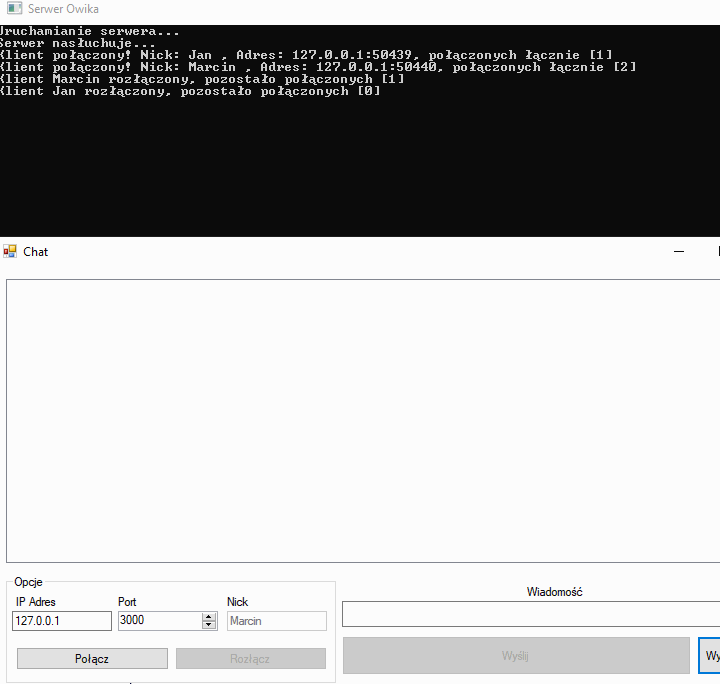 Serwer Owika
Uruchamianie serwera...
Serwer nasłuchuje...
Klient połączony! Nick: Jan , Adres: 127.0.0.1:50439, połączonych łącznie [1]
Klient połączony! Nick: Marcin , Adres: 127.0.0.1:50440, połączonych łącznie [2]
Klient Marcin rozłączony, pozostało połączonych [1]
Klient Jan rozłączony, pozostało połączonych [0]
Chat
Opcje
IP Adres Port Nick
127.0.0.1 3000 Marcin
Połącz Rozłącz
Wiadomość
Wyślij Wy